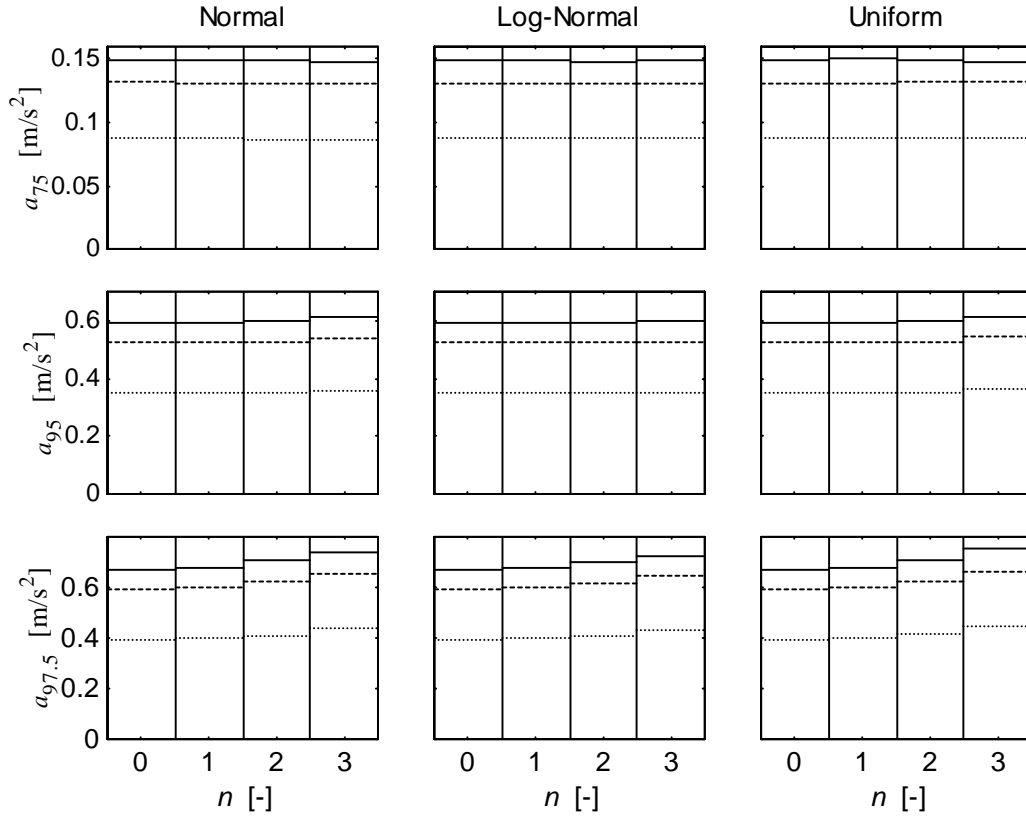 Normal Log-Normal Uniform
0.15
0.1
0.05
0
a75 [m/s2]
0.6
0.4
0.2
0
a95 [m/s2]
0.6
0.4
0.2
0
a97.5 [m/s2]
0 1 2 3 0 1 2 3 0 1 2 3
n [-] n [-] n [-]